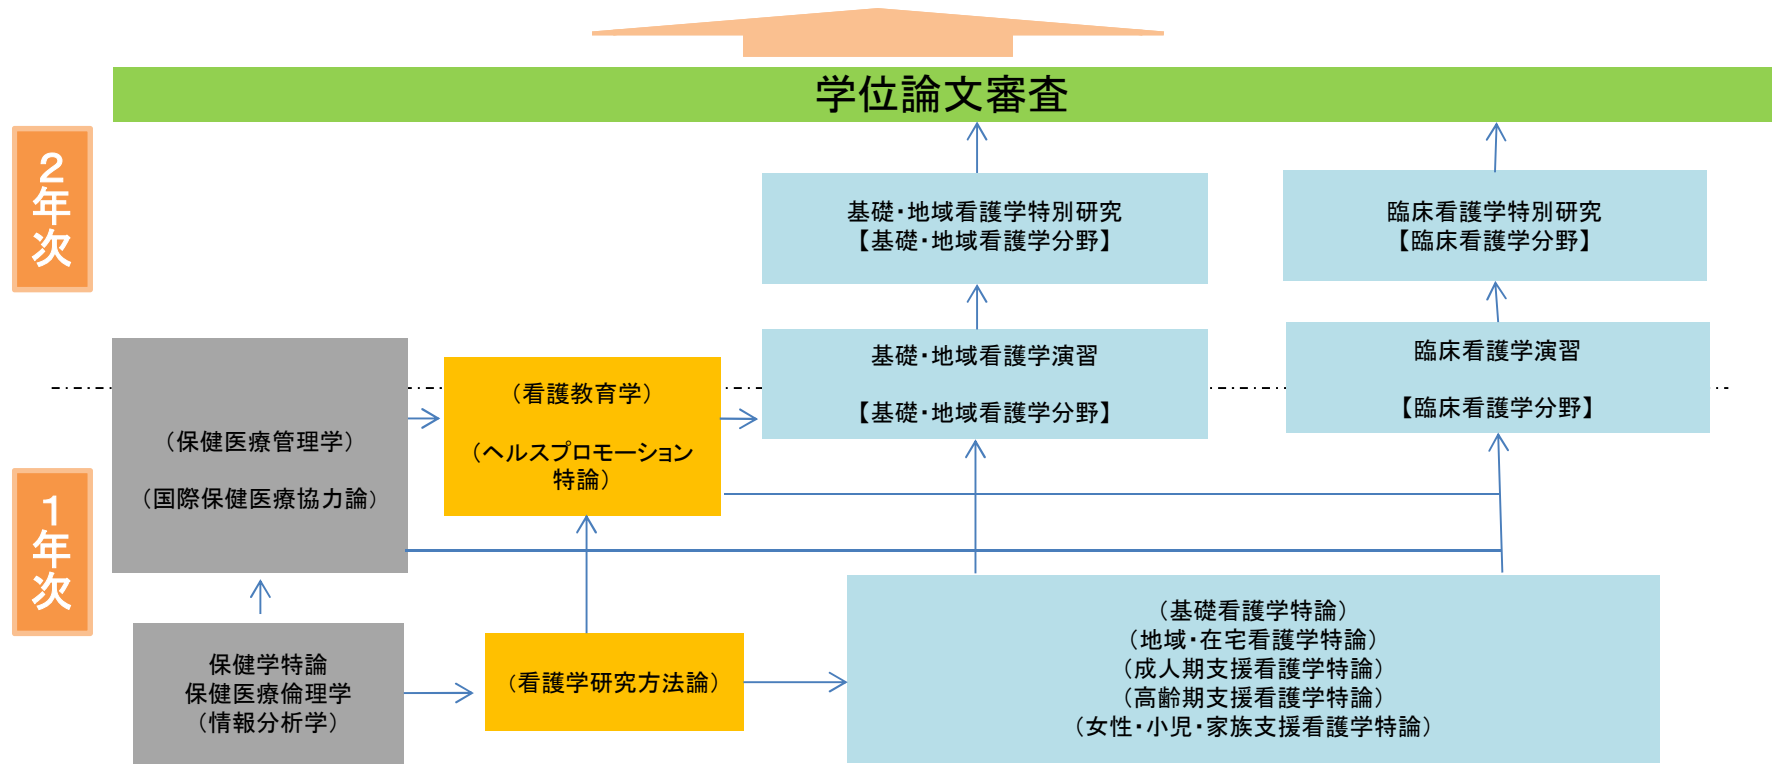 学位論文審査
２年次
基礎・地域看護学特別研究
【基礎・地域看護学分野】
臨床看護学特別研究
【臨床看護学分野】
基礎・地域看護学演習
【基礎・地域看護学分野】
臨床看護学演習
【臨床看護学分野】
（看護教育学）
（ヘルスプロモーション
特論）
（保健医療管理学）
（国際保健医療協力論）
１年次
保健学特論
保健医療倫理学
（情報分析学）
（看護学研究方法論）
（基礎看護学特論）
（地域・在宅看護学特論）
（成人期支援看護学特論）
（高齢期支援看護学特論）
（女性・小児・家族支援看護学特論）